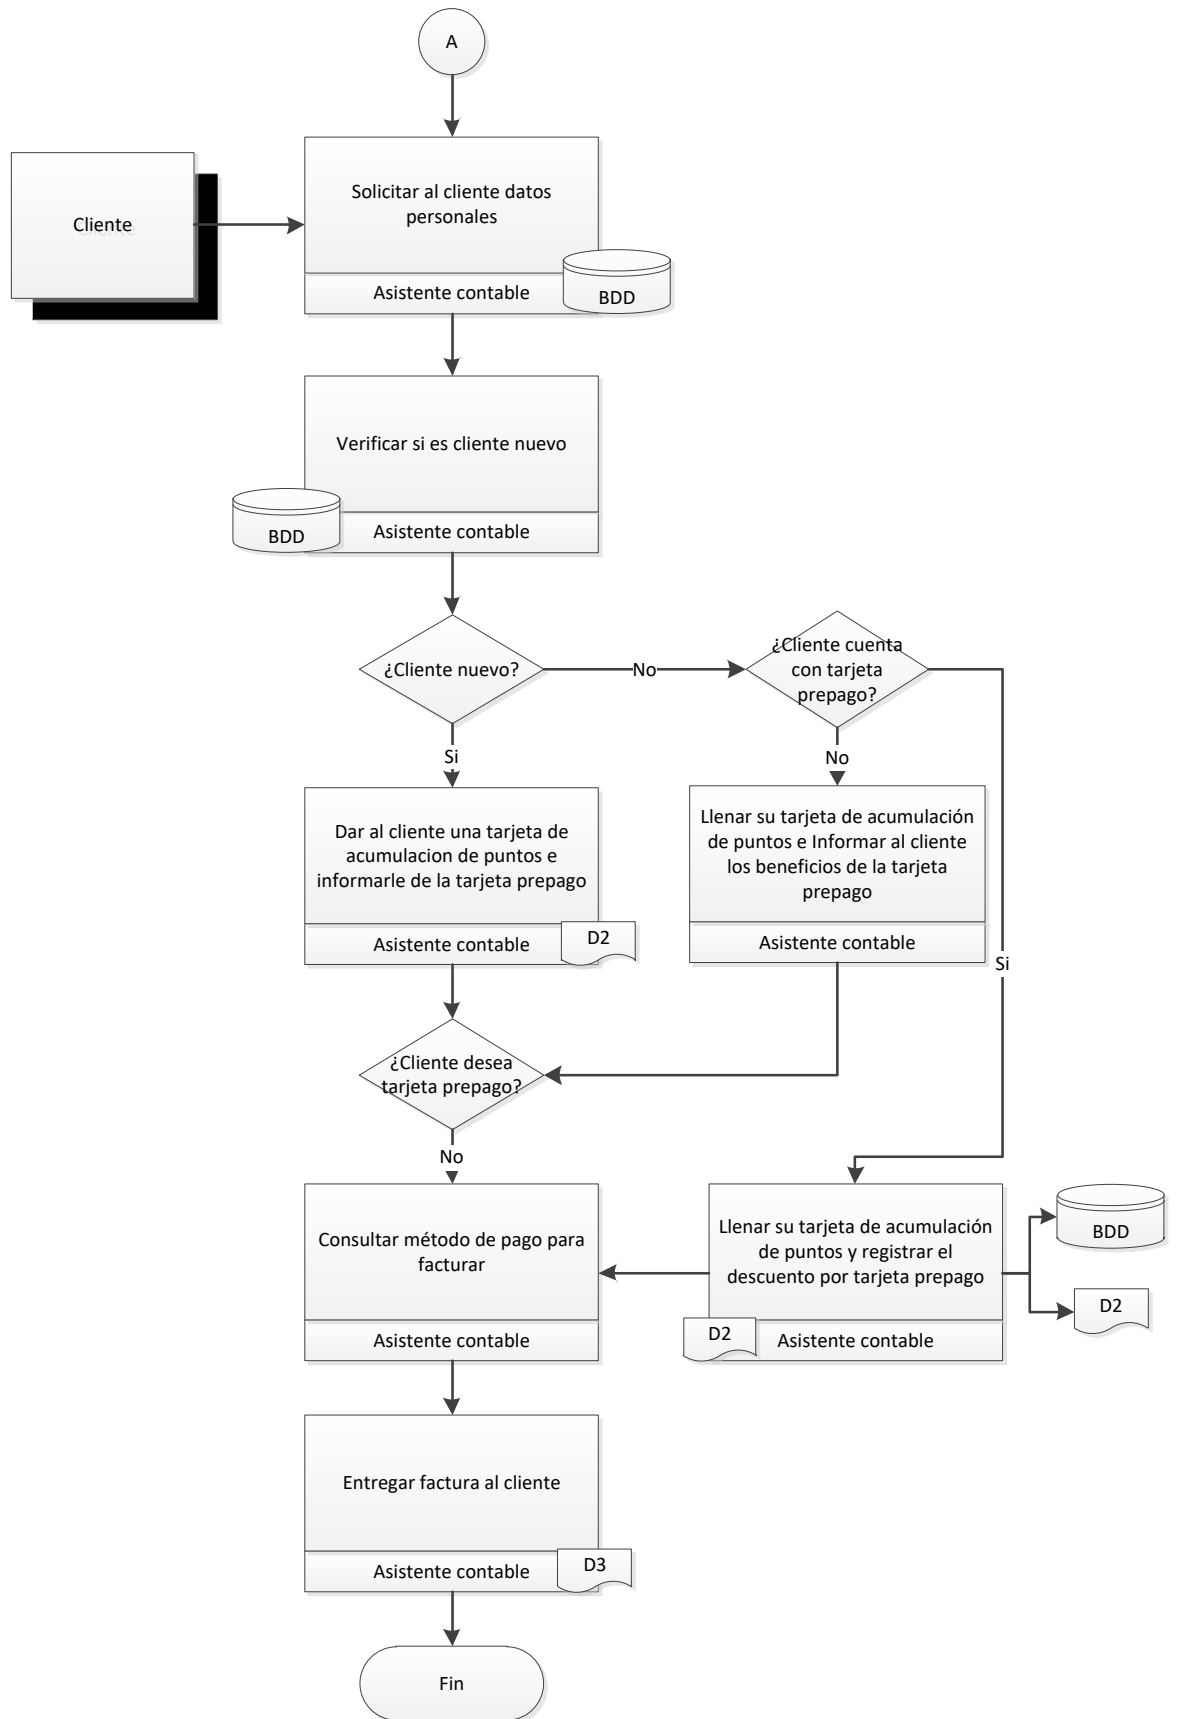 A
Cliente
Solicitar al cliente datos
personales
Asistente contable
BDD
Verificar si es cliente nuevo
BDD
Asistente contable
¿Cliente nuevo?
No
¿Cliente cuenta
con tarjeta
prepago?
Si
No
Dar al cliente una tarjeta de
acumulacion de puntos e
informarle de la tarjeta prepago
Asistente contable
D2
Llenar su tarjeta de acumulación
de puntos e Informar al cliente
los beneficios de la tarjeta
prepago
Asistente contable
Si
¿Cliente desea
tarjeta prepago?
No
Consultar método de pago para
facturar
Asistente contable
Llenar su tarjeta de acumulación
de puntos y registrar el
descuento por tarjeta prepago
D2
Asistente contable
BDD
D2
Entregar factura al cliente
Asistente contable
D3
Fin